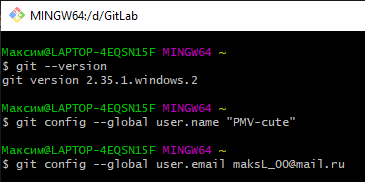 MINGW64:/d/GitLab
Максим@LAPTOP-4EQSN15F MINGW64 ~
$ git --version
git version 2.35.1.windows.2
Максим@LAPTOP-4EQSN15F MINGW64 ~
$ git config --global user.name "PMV-cute"
Максим@LAPTOP-4EQSN15F MINGW64 ~
$ git config --global user.email maksL_00@mail.ru